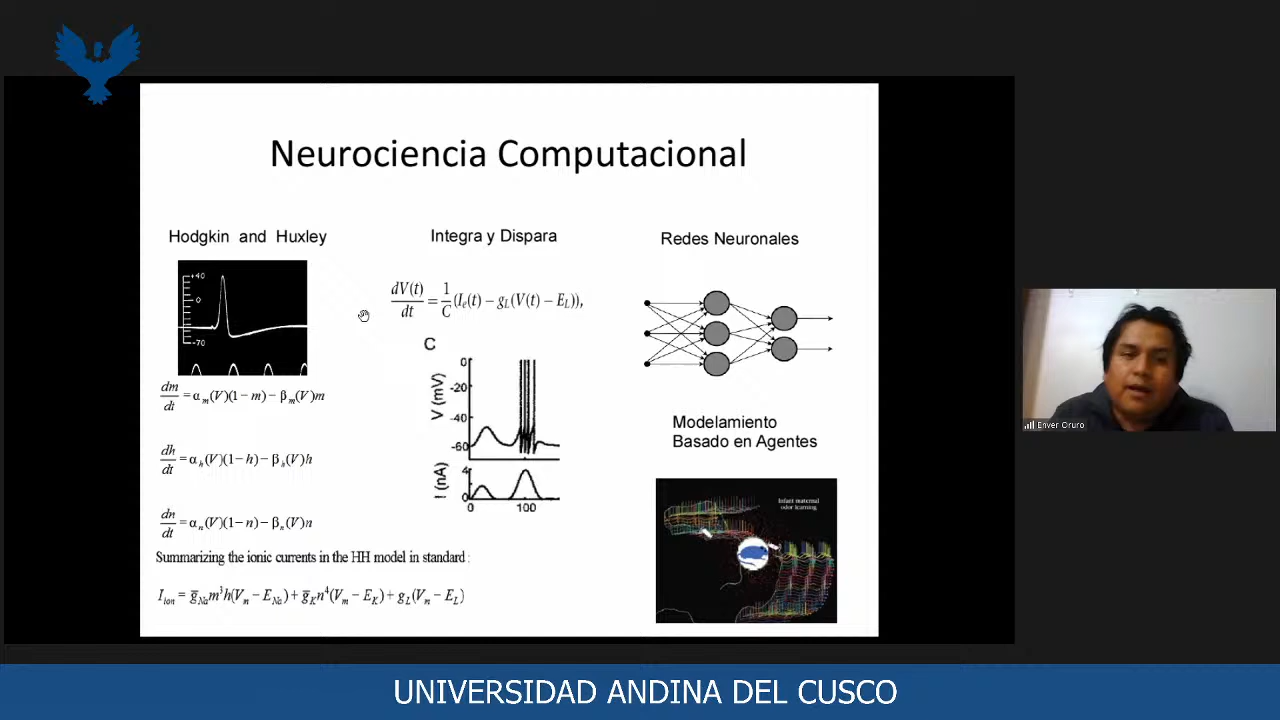 Neurociencia Computacional
Hodgkin and Huxley
+40
0
-70
dm/dt = α_m(V)(1 − m) − β_m(V)m
dh/dt = α_h(V)(1 − h) − β_h(V)h
dn/dt = α_n(V)(1 − n) − β_n(V)n
Summarizing the ionic currents in the HH model in standard :
I_ion = g̅_Na m³h(V_m − E_Na) + g̅_K n⁴(V_m − E_K) + g_L(V_m − E_L)
Integra y Dispara
dV(t)/dt = 1/C (I_e(t) − g_L(V(t) − E_L)),
C
V (mV)
0
-20
-40
-60
I (nA)
4
0
0 100
Redes Neuronales
Modelamiento
Basado en Agentes
Infant maternal
odor learning
Enver Oruro
UNIVERSIDAD ANDINA DEL CUSCO